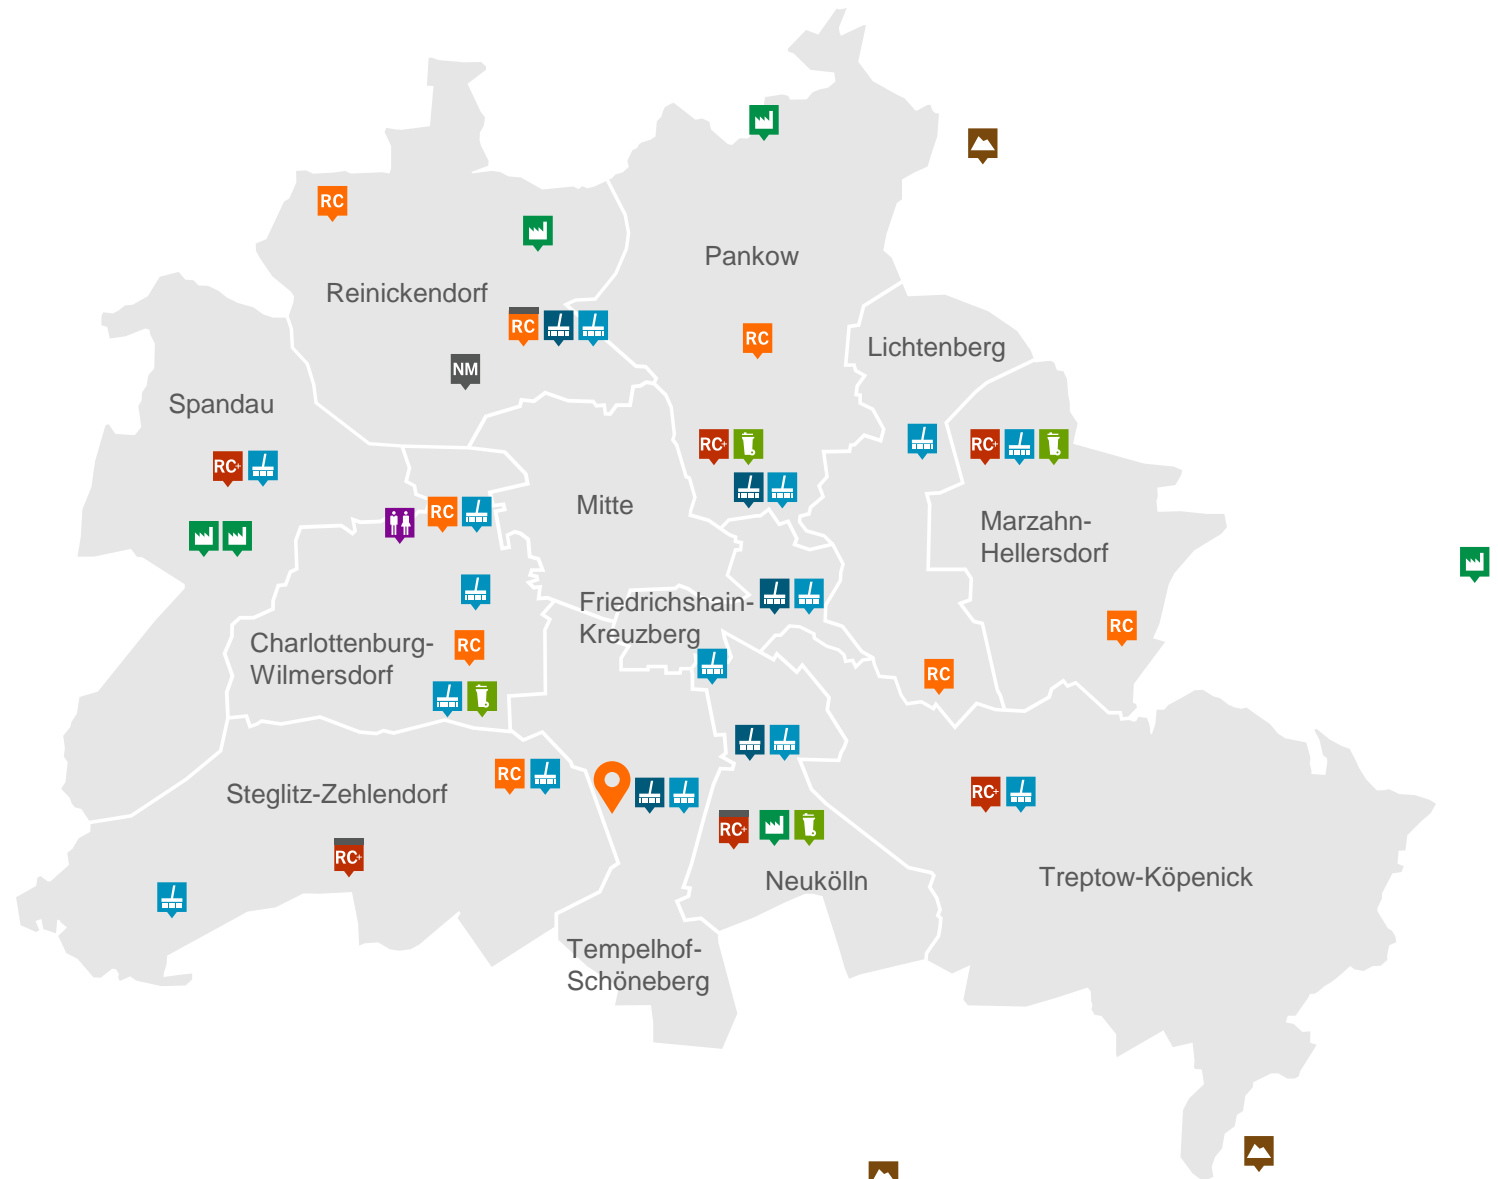 RC
Pankow
Reinickendorf
RC
RC
Lichtenberg
NM
Spandau
RC+
RC+
RC+
Mitte
RC
Marzahn-
Hellersdorf
Friedrichshain-
Kreuzberg
RC
Charlottenburg-
Wilmersdorf
RC
RC
Steglitz-Zehlendorf
RC
RC+
RC+
RC+
Neukölln
Treptow-Köpenick
Tempelhof-
Schöneberg